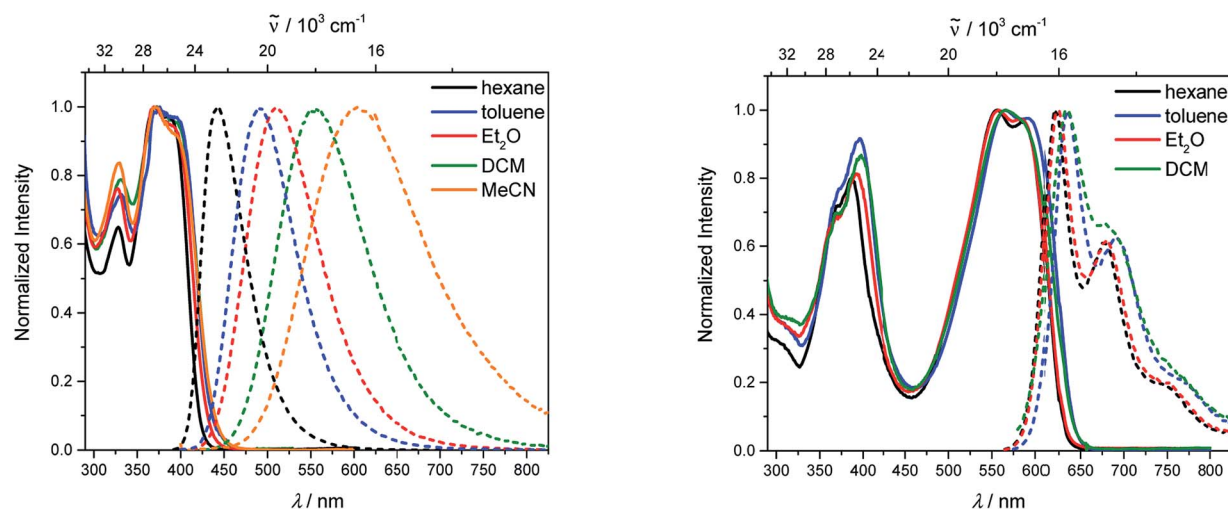 ṽ / 10³ cm⁻¹
32 28 24 20 16
hexane
toluene
Et₂O
DCM
MeCN
Normalized Intensity
1.0
0.8
0.6
0.4
0.2
0.0
300 350 400 450 500 550 600 650 700 750 800
λ / nm
ṽ / 10³ cm⁻¹
32 28 24 20 16
hexane
toluene
Et₂O
DCM
Normalized Intensity
1.0
0.8
0.6
0.4
0.2
0.0
300 350 400 450 500 550 600 650 700 750 800
λ / nm